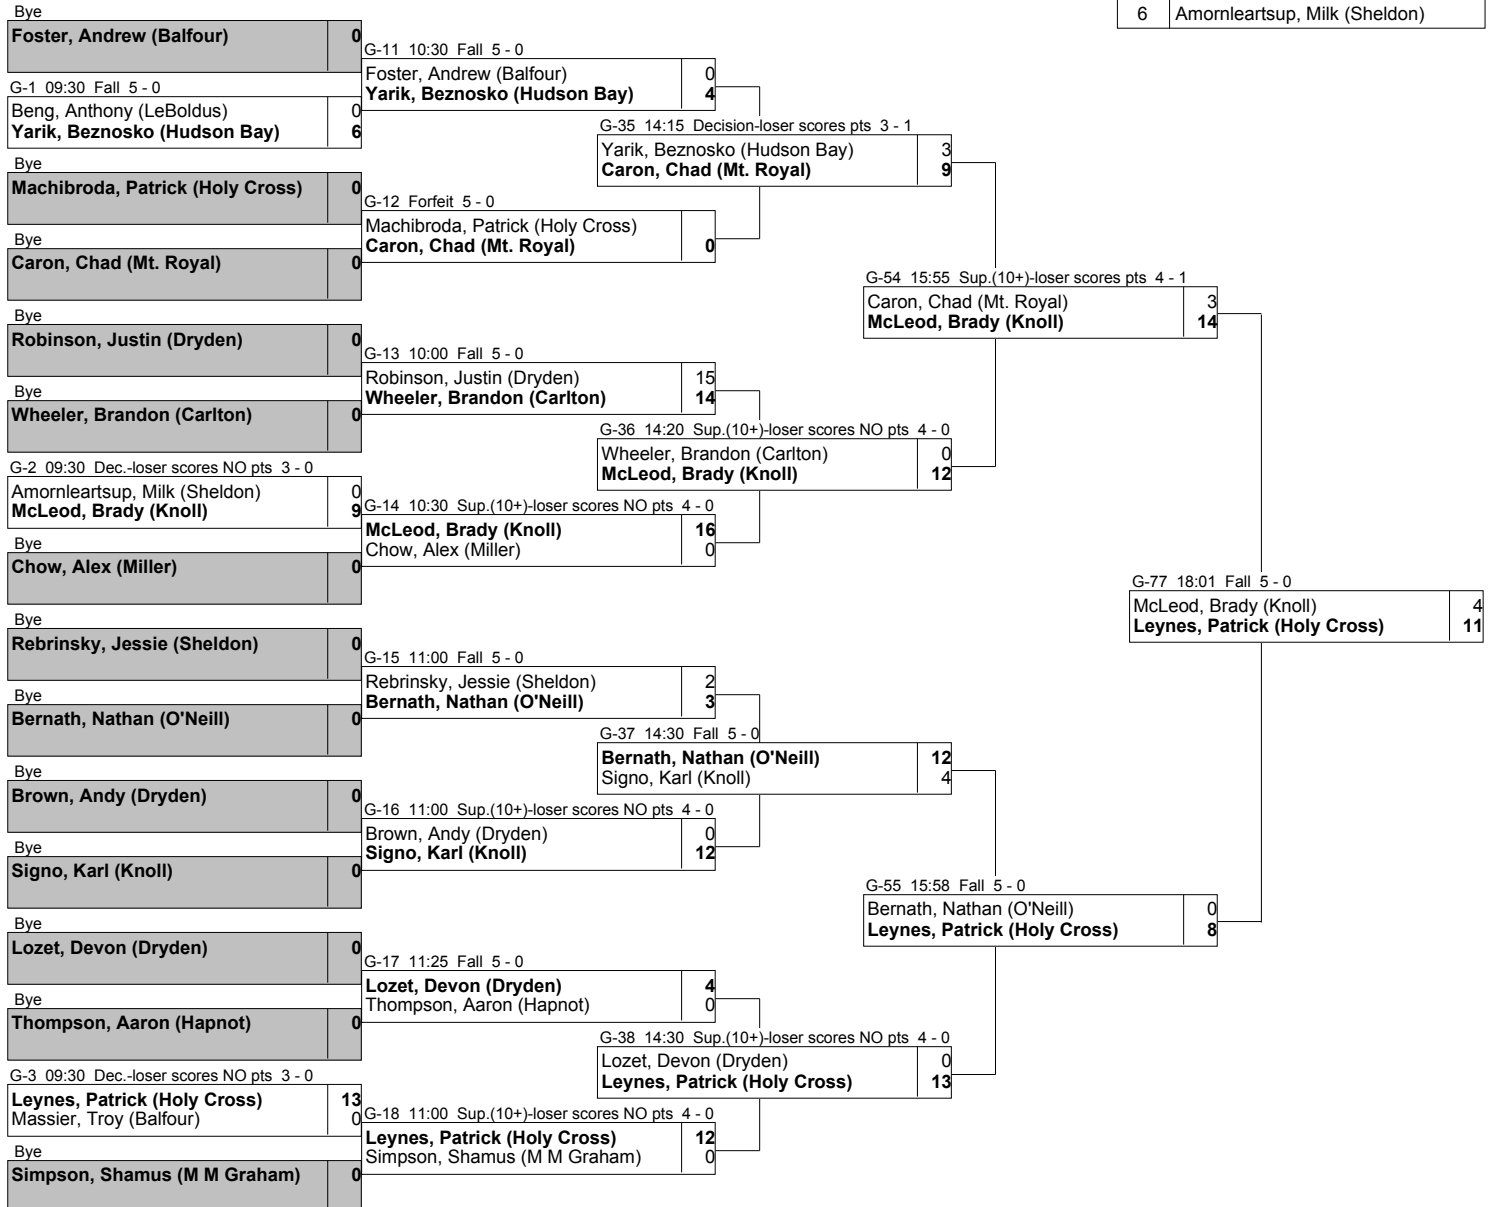 6 Amornleartsup, Milk (Sheldon)
Bye
Foster, Andrew (Balfour) 0
G-1 09:30 Fall 5 - 0
Beng, Anthony (LeBoldus) 0
Yarik, Beznosko (Hudson Bay) 6
Bye
Machibroda, Patrick (Holy Cross) 0
Bye
Caron, Chad (Mt. Royal) 0
Bye
Robinson, Justin (Dryden) 0
Bye
Wheeler, Brandon (Carlton) 0
G-2 09:30 Dec.-loser scores NO pts 3 - 0
Amornleartsup, Milk (Sheldon) 0
McLeod, Brady (Knoll) 9
Bye
Chow, Alex (Miller) 0
Bye
Rebrinsky, Jessie (Sheldon) 0
Bye
Bernath, Nathan (O'Neill) 0
Bye
Brown, Andy (Dryden) 0
Bye
Signo, Karl (Knoll) 0
Bye
Lozet, Devon (Dryden) 0
Bye
Thompson, Aaron (Hapnot) 0
G-3 09:30 Dec.-loser scores NO pts 3 - 0
Leynes, Patrick (Holy Cross) 13
Massier, Troy (Balfour) 0
Bye
Simpson, Shamus (M M Graham) 0
G-11 10:30 Fall 5 - 0
Foster, Andrew (Balfour) 0
Yarik, Beznosko (Hudson Bay) 4
G-12 Forfeit 5 - 0
Machibroda, Patrick (Holy Cross)
Caron, Chad (Mt. Royal) 0
G-13 10:00 Fall 5 - 0
Robinson, Justin (Dryden) 15
Wheeler, Brandon (Carlton) 14
G-14 10:30 Sup.(10+)-loser scores NO pts 4 - 0
McLeod, Brady (Knoll) 16
Chow, Alex (Miller) 0
G-15 11:00 Fall 5 - 0
Rebrinsky, Jessie (Sheldon) 2
Bernath, Nathan (O'Neill) 3
G-16 11:00 Sup.(10+)-loser scores NO pts 4 - 0
Brown, Andy (Dryden) 0
Signo, Karl (Knoll) 12
G-17 11:25 Fall 5 - 0
Lozet, Devon (Dryden) 4
Thompson, Aaron (Hapnot) 0
G-18 11:00 Sup.(10+)-loser scores NO pts 4 - 0
Leynes, Patrick (Holy Cross) 12
Simpson, Shamus (M M Graham) 0
G-35 14:15 Decision-loser scores pts 3 - 1
Yarik, Beznosko (Hudson Bay) 3
Caron, Chad (Mt. Royal) 9
G-36 14:20 Sup.(10+)-loser scores NO pts 4 - 0
Wheeler, Brandon (Carlton) 0
McLeod, Brady (Knoll) 12
G-37 14:30 Fall 5 - 0
Bernath, Nathan (O'Neill) 12
Signo, Karl (Knoll) 4
G-38 14:30 Sup.(10+)-loser scores NO pts 4 - 0
Lozet, Devon (Dryden) 0
Leynes, Patrick (Holy Cross) 13
G-54 15:55 Sup.(10+)-loser scores pts 4 - 1
Caron, Chad (Mt. Royal) 3
McLeod, Brady (Knoll) 14
G-55 15:58 Fall 5 - 0
Bernath, Nathan (O'Neill) 0
Leynes, Patrick (Holy Cross) 8
G-77 18:01 Fall 5 - 0
McLeod, Brady (Knoll) 4
Leynes, Patrick (Holy Cross) 11